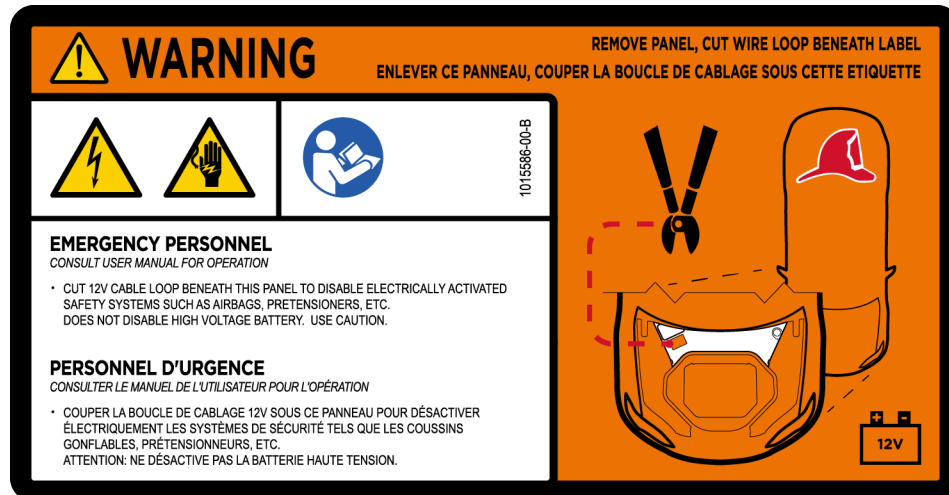 WARNING
REMOVE PANEL, CUT WIRE LOOP BENEATH LABEL
ENLEVER CE PANNEAU, COUPER LA BOUCLE DE CABLAGE SOUS CETTE ETIQUETTE
1015586-00-B
EMERGENCY PERSONNEL
CONSULT USER MANUAL FOR OPERATION
· CUT 12V CABLE LOOP BENEATH THIS PANEL TO DISABLE ELECTRICALLY ACTIVATED
SAFETY SYSTEMS SUCH AS AIRBAGS, PRETENSIONERS, ETC.
DOES NOT DISABLE HIGH VOLTAGE BATTERY. USE CAUTION.
PERSONNEL D'URGENCE
CONSULTER LE MANUEL DE L'UTILISATEUR POUR L'OPÉRATION
· COUPER LA BOUCLE DE CABLAGE 12V SOUS CE PANNEAU POUR DÉSACTIVER
ÉLECTRIQUEMENT LES SYSTÈMES DE SÉCURITÉ TELS QUE LES COUSSINS
GONFLABLES, PRÉTENSIONNEURS, ETC.
ATTENTION: NE DÉSACTIVE PAS LA BATTERIE HAUTE TENSION.
12V